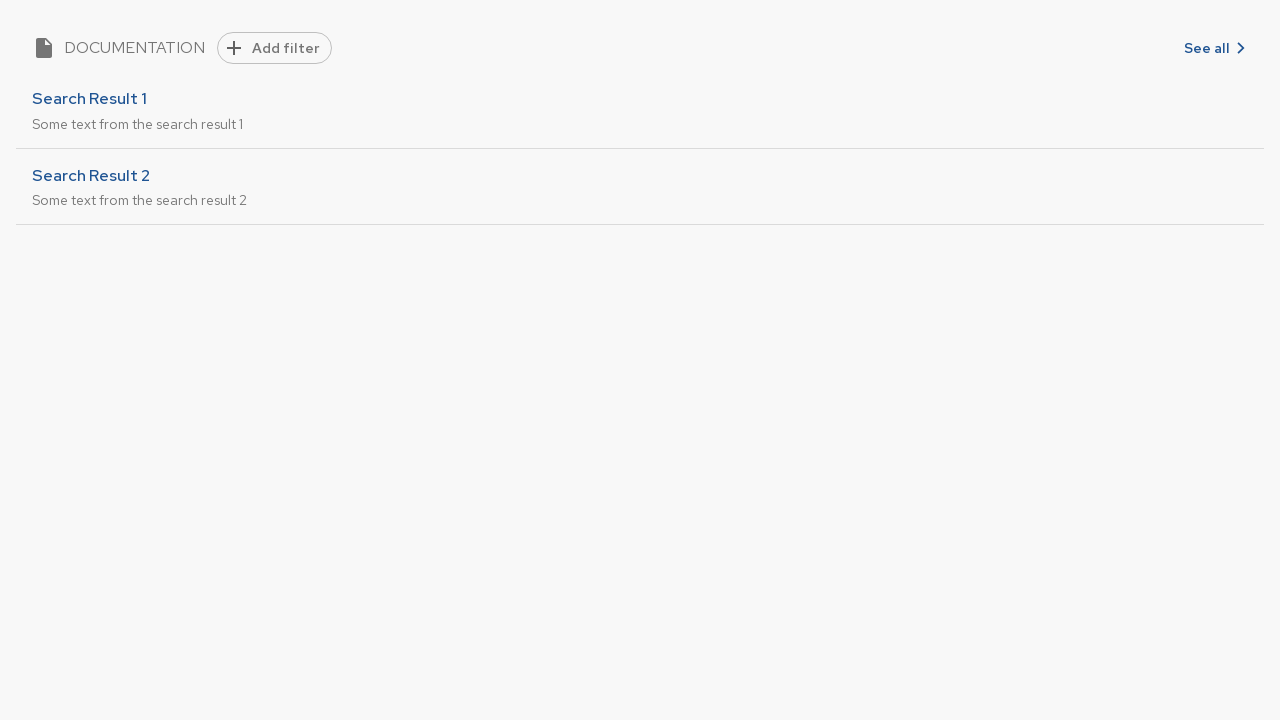 DOCUMENTATION
Add filter
See all
Search Result 1
Some text from the search result 1
Search Result 2
Some text from the search result 2